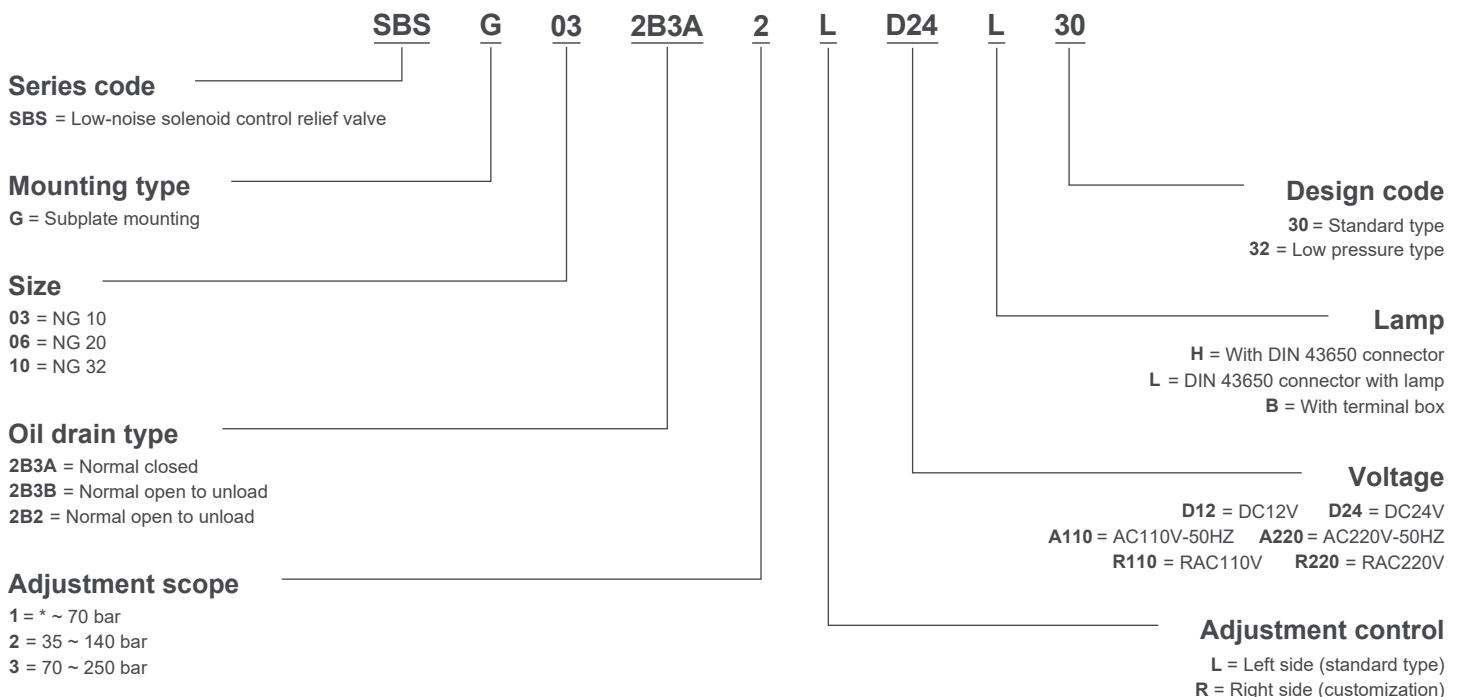 SBS G 03 2B3A 2 L D24 L 30
Series code
SBS = Low-noise solenoid control relief valve
Mounting type
G = Subplate mounting
Size
03 = NG 10
06 = NG 20
10 = NG 32
Oil drain type
2B3A = Normal closed
2B3B = Normal open to unload
2B2 = Normal open to unload
Adjustment scope
1 = * ~ 70 bar
2 = 35 ~ 140 bar
3 = 70 ~ 250 bar
Design code
30 = Standard type
32 = Low pressure type
Lamp
H = With DIN 43650 connector
L = DIN 43650 connector with lamp
B = With terminal box
Voltage
D12 = DC12V D24 = DC24V
A110 = AC110V-50HZ A220 = AC220V-50HZ
R110 = RAC110V R220 = RAC220V
Adjustment control
L = Left side (standard type)
R = Right side (customization)